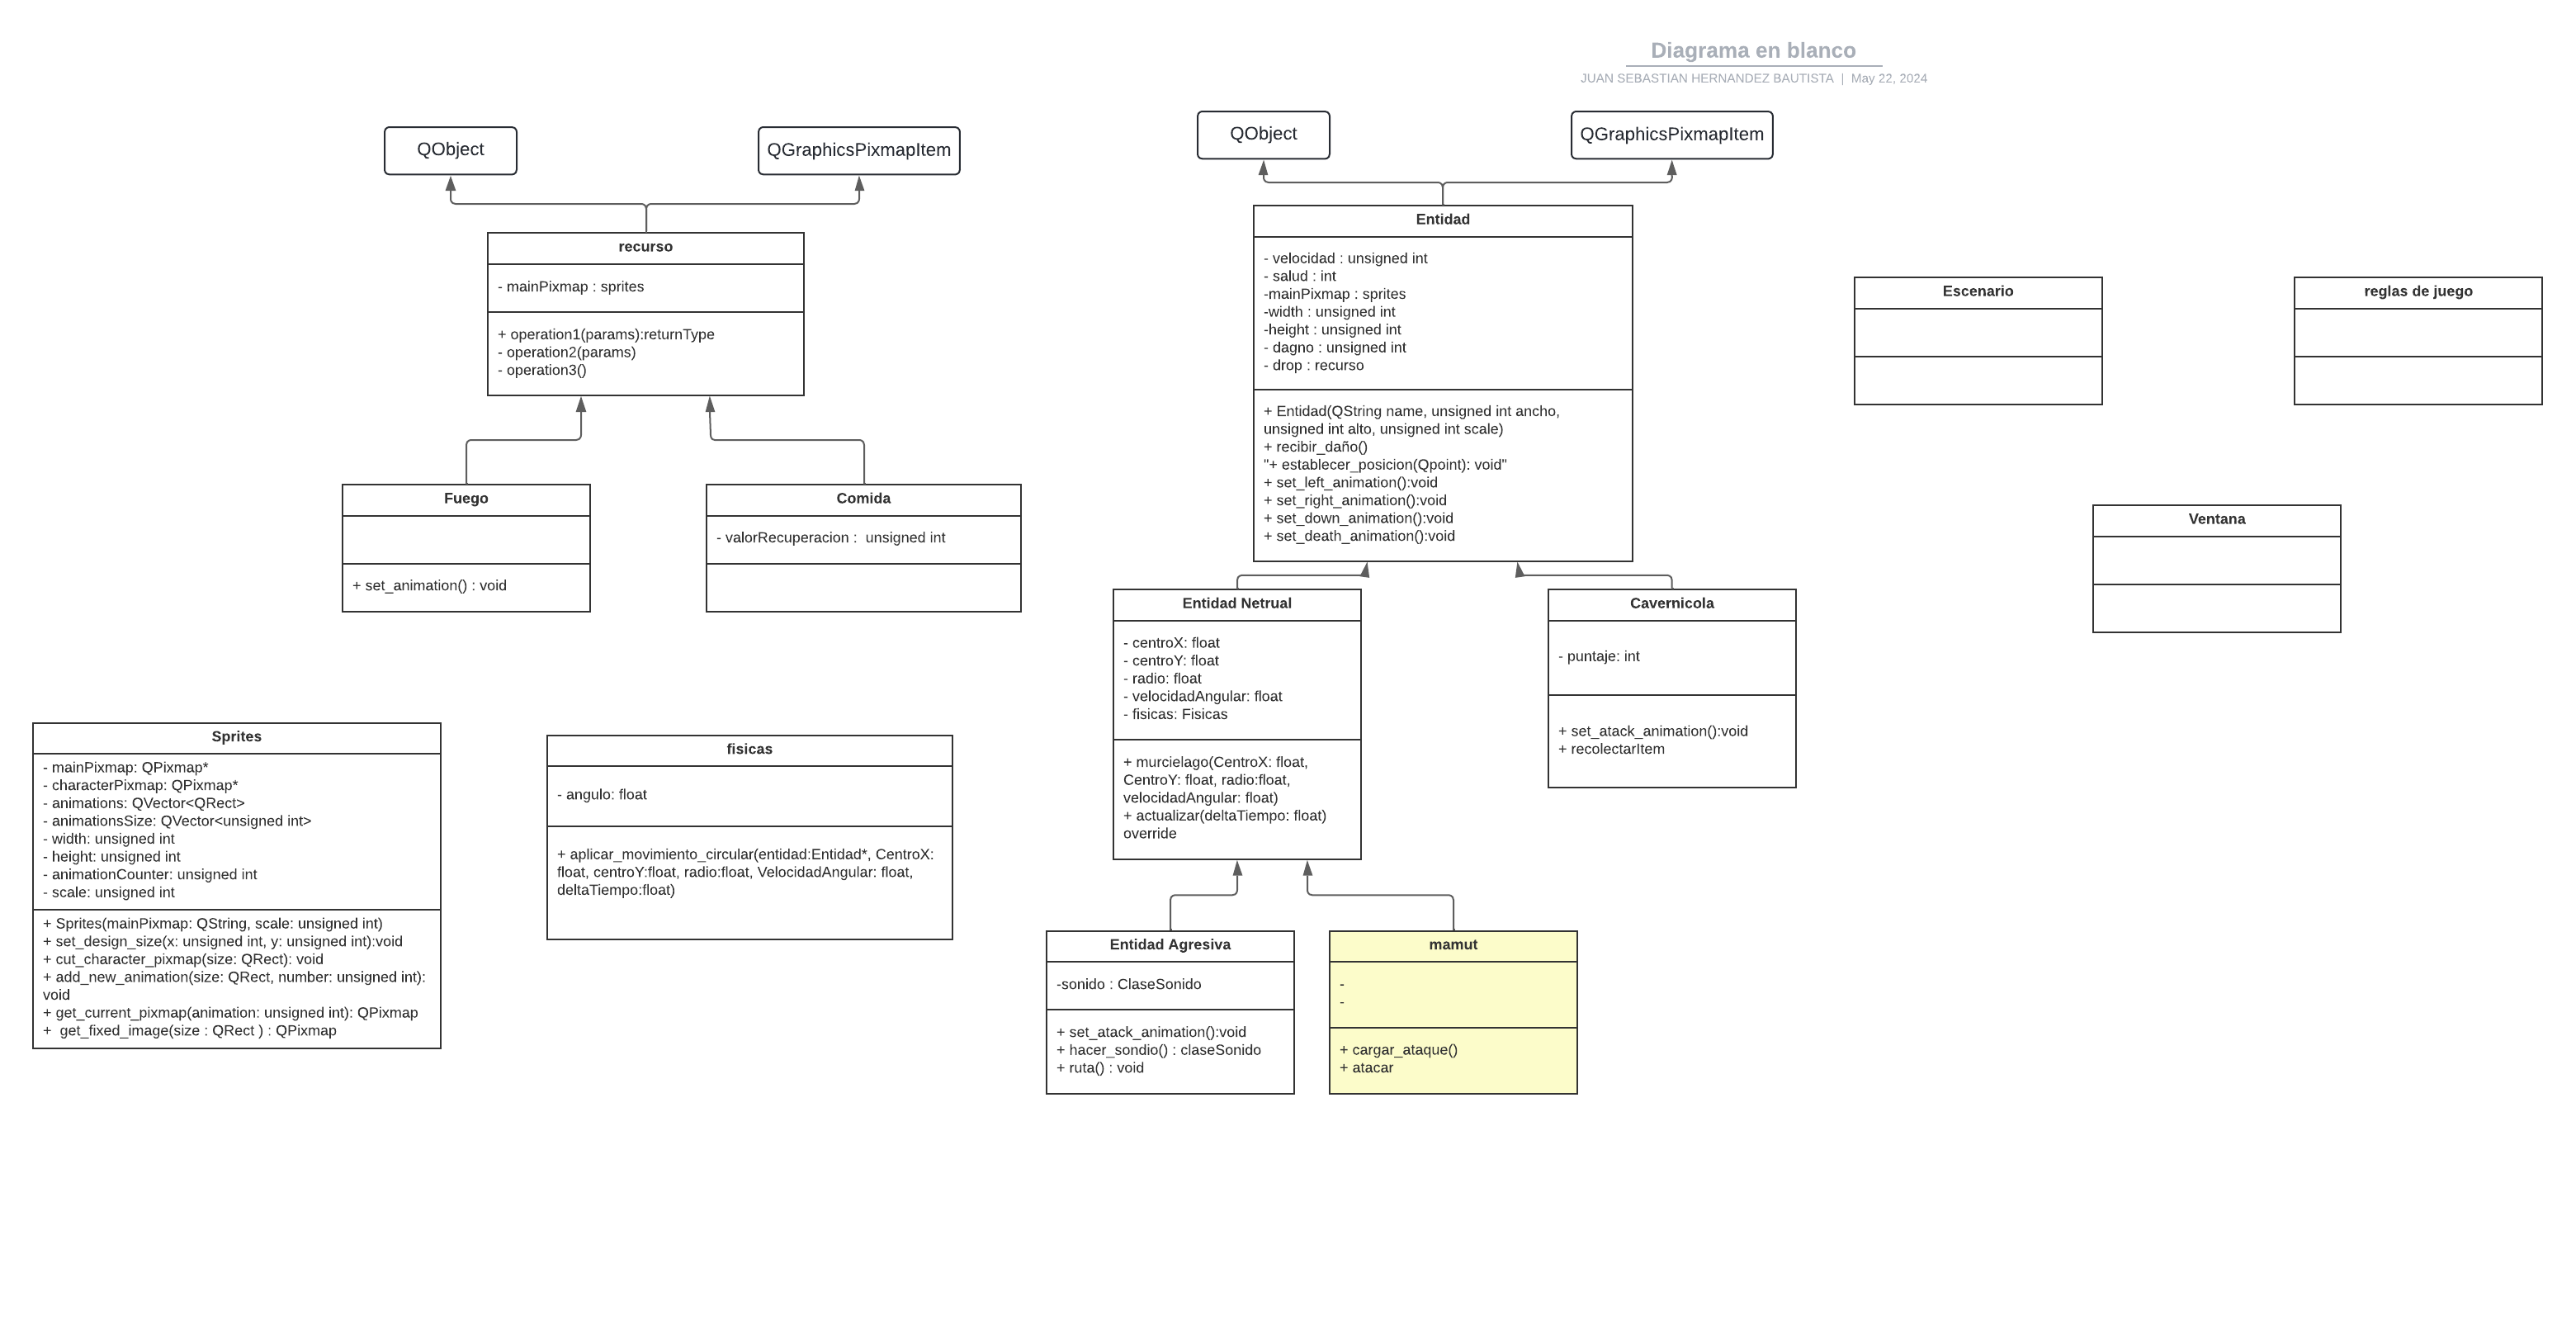 Diagrama en blanco
JUAN SEBASTIAN HERNANDEZ BAUTISTA | May 22, 2024
QObject
QGraphicsPixmapItem
recurso
- mainPixmap : sprites
+ operation1(params):returnType
- operation2(params)
- operation3()
Fuego
+ set_animation() : void
Comida
- valorRecuperacion :  unsigned int
QObject
QGraphicsPixmapItem
Entidad
- velocidad : unsigned int
- salud : int
-mainPixmap : sprites
-width : unsigned int
-height : unsigned int
- dagno : unsigned int
- drop : recurso
+ Entidad(QString name, unsigned int ancho,
unsigned int alto, unsigned int scale)
+ recibir_daño()
"+ establecer_posicion(Qpoint): void"
+ set_left_animation():void
+ set_right_animation():void
+ set_down_animation():void
+ set_death_animation():void
Escenario
reglas de juego
Ventana
Entidad Netrual
- centroX: float
- centroY: float
- radio: float
- velocidadAngular: float
- fisicas: Fisicas
+ murcielago(CentroX: float,
CentroY: float, radio:float,
velocidadAngular: float)
+ actualizar(deltaTiempo: float)
override
Cavernicola
- puntaje: int
+ set_atack_animation():void
+ recolectarItem
Sprites
- mainPixmap: QPixmap*
- characterPixmap: QPixmap*
- animations: QVector<QRect>
- animationsSize: QVector<unsigned int>
- width: unsigned int
- height: unsigned int
- animationCounter: unsigned int
- scale: unsigned int
+ Sprites(mainPixmap: QString, scale: unsigned int)
+ set_design_size(x: unsigned int, y: unsigned int):void
+ cut_character_pixmap(size: QRect): void
+ add_new_animation(size: QRect, number: unsigned int):
void
+ get_current_pixmap(animation: unsigned int): QPixmap
+  get_fixed_image(size : QRect ) : QPixmap
fisicas
- angulo: float
+ aplicar_movimiento_circular(entidad:Entidad*, CentroX:
float, centroY:float, radio:float, VelocidadAngular: float,
deltaTiempo:float)
Entidad Agresiva
-sonido : ClaseSonido
+ set_atack_animation():void
+ hacer_sondio() : claseSonido
+ ruta() : void
mamut
-
-
+ cargar_ataque()
+ atacar